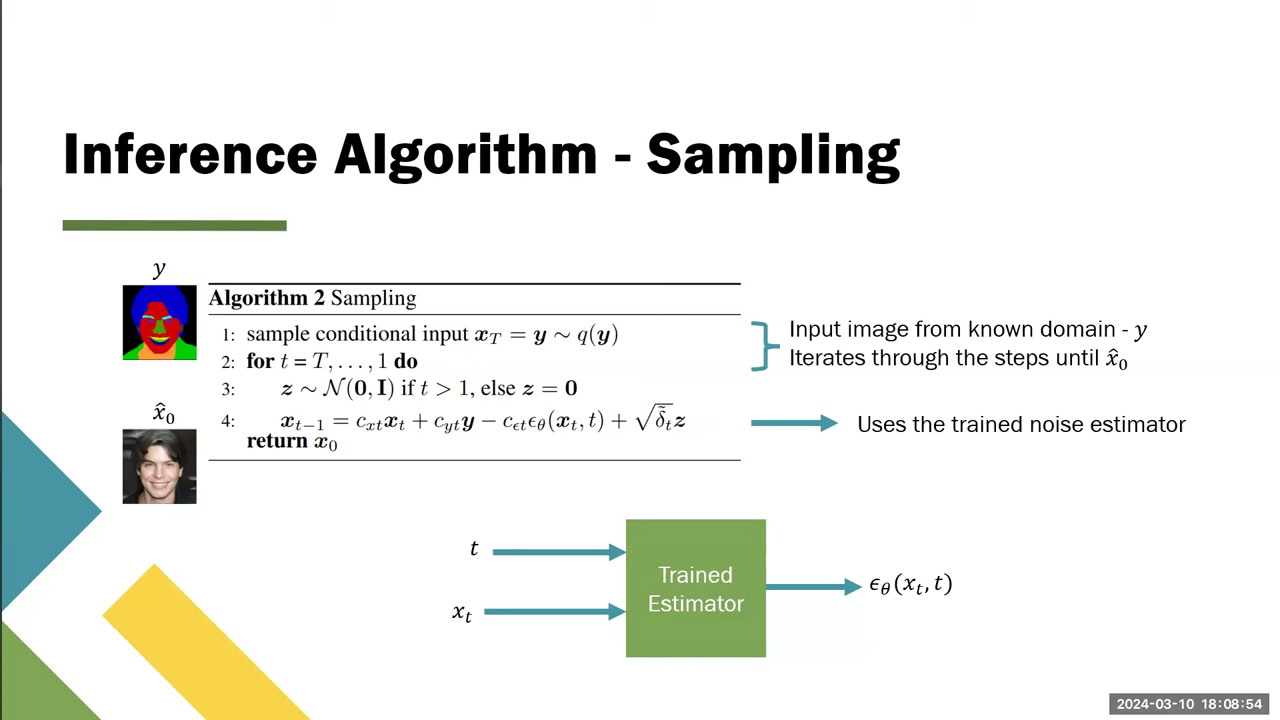 Inference Algorithm - Sampling
y
Algorithm 2 Sampling
1: sample conditional input x_T = y ∼ q(y)
2: for t = T, . . . , 1 do
3: z ∼ 𝒩(0, I) if t > 1, else z = 0
4: x_{t−1} = c_{xt}x_t + c_{yt}y − c_{ϵt}ϵ_θ(x_t, t) + √δ̃_t z
return x_0
x̂_0
Input image from known domain - y
Iterates through the steps until x̂_0
Uses the trained noise estimator
t
x_t
Trained
Estimator
ϵ_θ(x_t, t)
2024-03-10 18:08:54